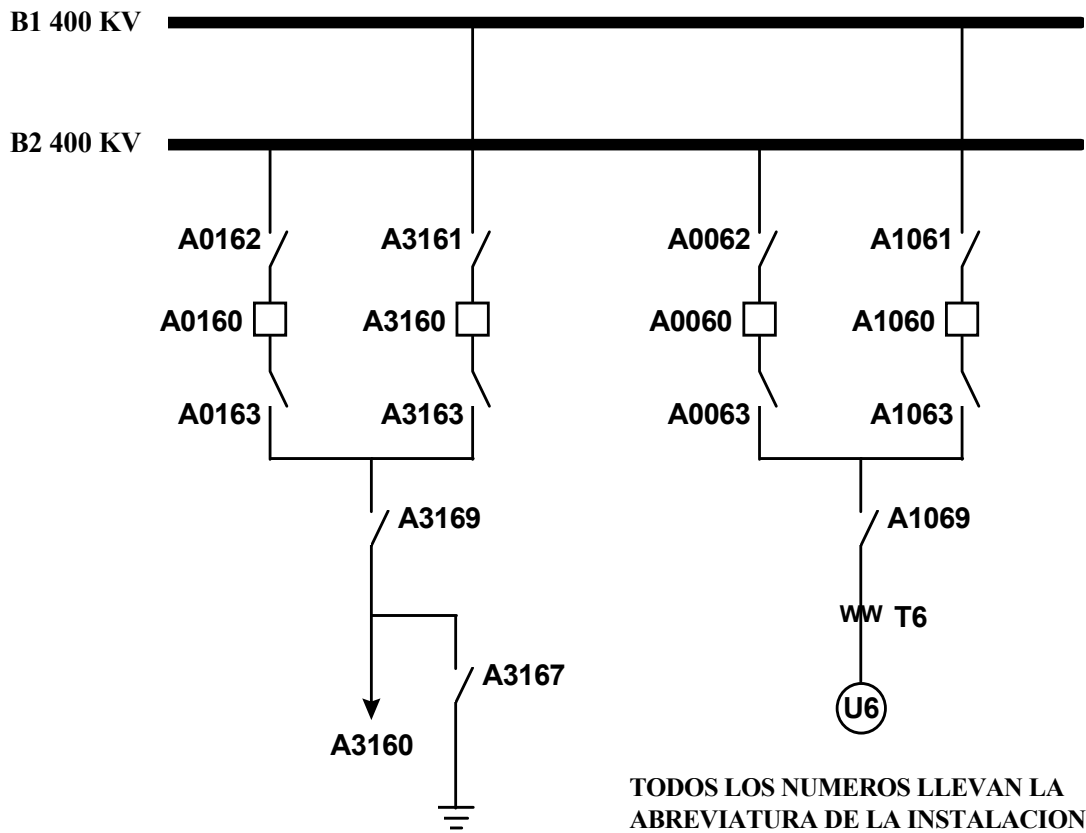 B1 400 KV
B2 400 KV
A0162
A3161
A0062
A1061
A0160
A3160
A0060
A1060
A0163
A3163
A0063
A1063
A3169
A1069
T6
A3167
U6
A3160
TODOS LOS NUMEROS LLEVAN LA
ABREVIATURA DE LA INSTALACION